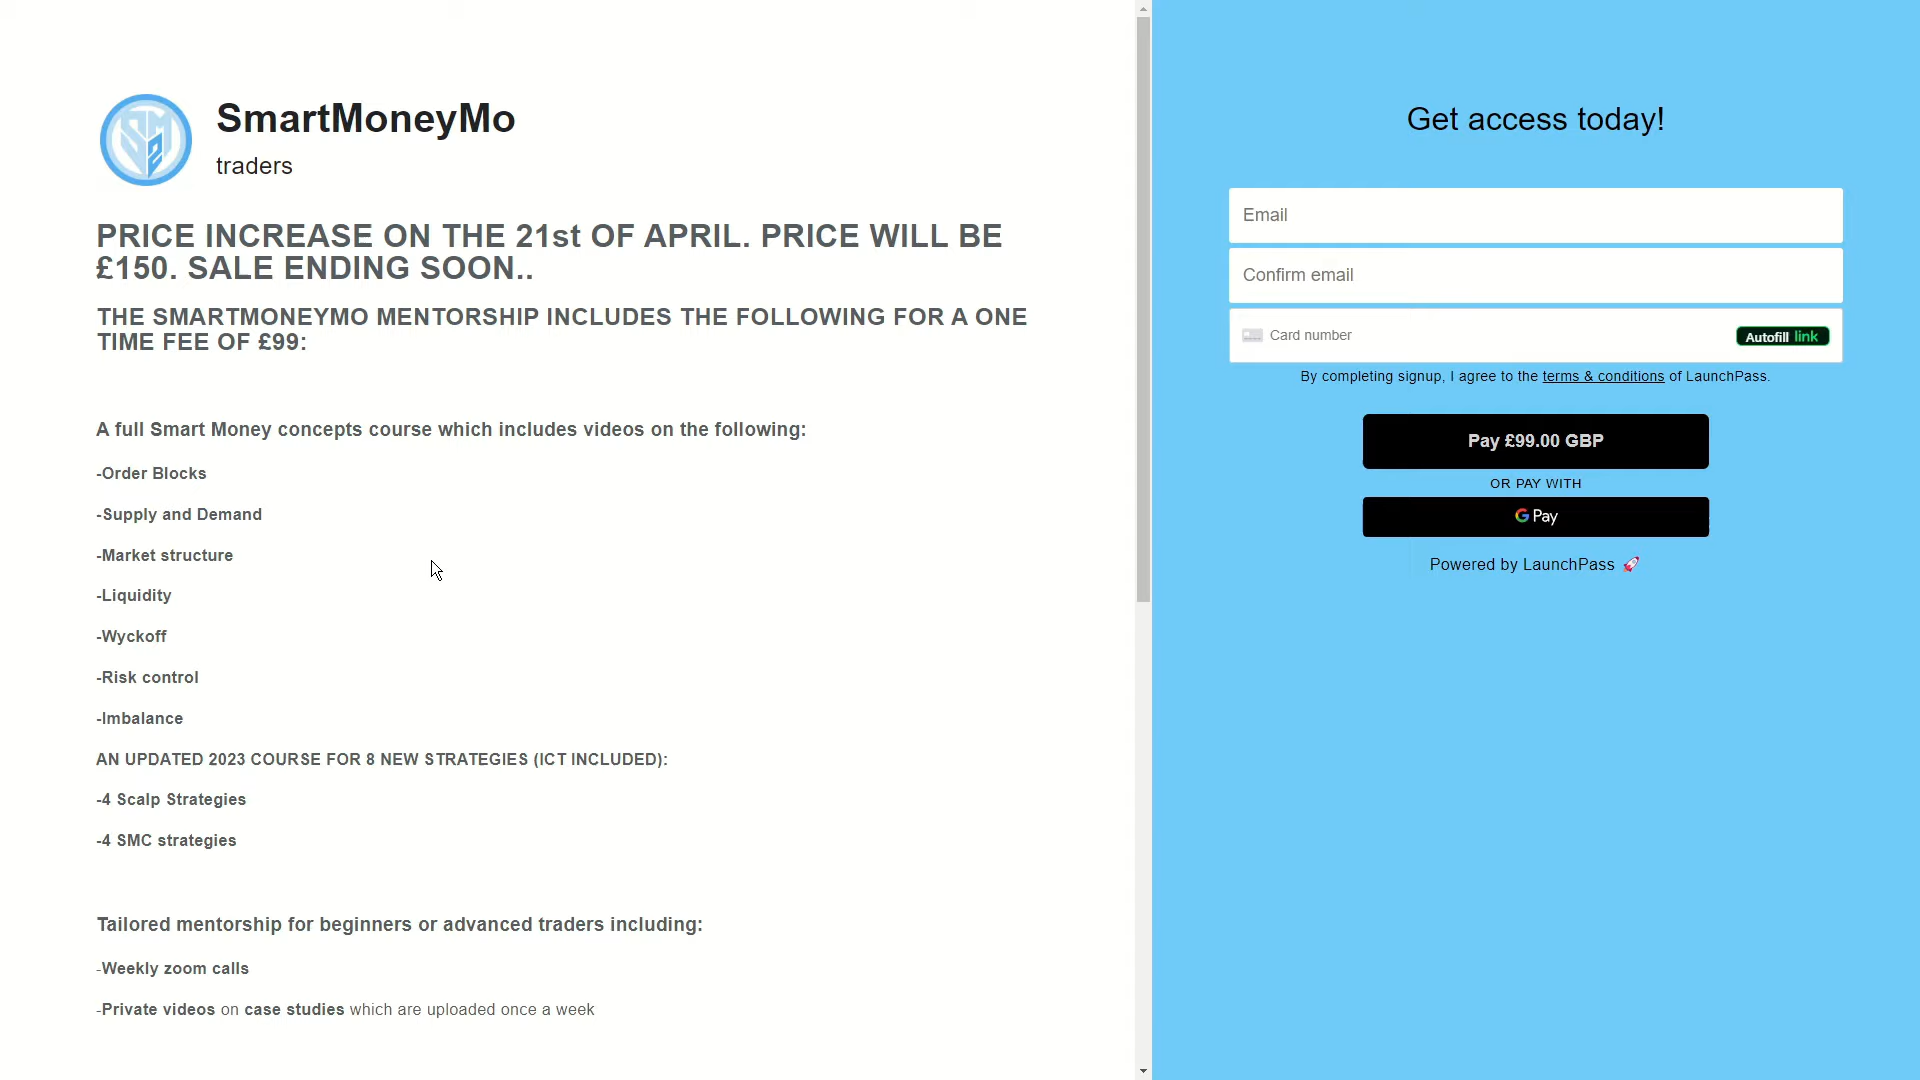 SmartMoneyMo
traders
PRICE INCREASE ON THE 21st OF APRIL. PRICE WILL BE
£150. SALE ENDING SOON..
THE SMARTMONEYMO MENTORSHIP INCLUDES THE FOLLOWING FOR A ONE
TIME FEE OF £99:
A full Smart Money concepts course which includes videos on the following:
-Order Blocks
-Supply and Demand
-Market structure
-Liquidity
-Wyckoff
-Risk control
-Imbalance
AN UPDATED 2023 COURSE FOR 8 NEW STRATEGIES (ICT INCLUDED):
-4 Scalp Strategies
-4 SMC strategies
Tailored mentorship for beginners or advanced traders including:
-Weekly zoom calls
-Private videos on case studies which are uploaded once a week
Get access today!
Email
Confirm email
Card number
Autofill link
By completing signup, I agree to the terms & conditions of LaunchPass.
Pay £99.00 GBP
OR PAY WITH
G Pay
Powered by LaunchPass 🚀